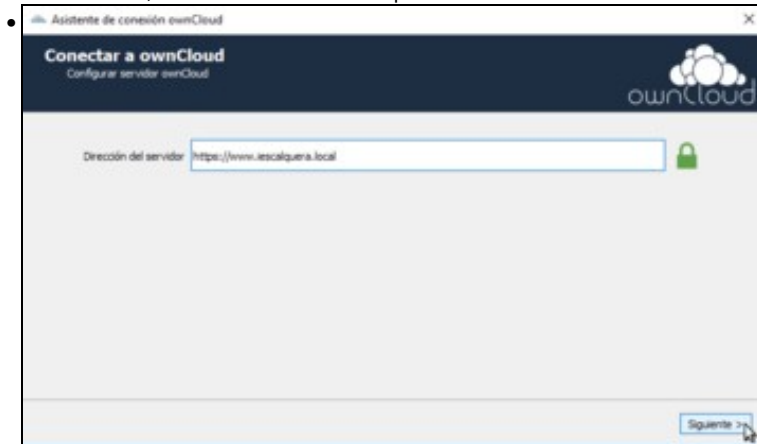 Asistente de conexión ownCloud
Conectar a ownCloud
Configurar servidor ownCloud
ownCloud
Dirección del servidor https://www.iescalquera.local
Siguiente >